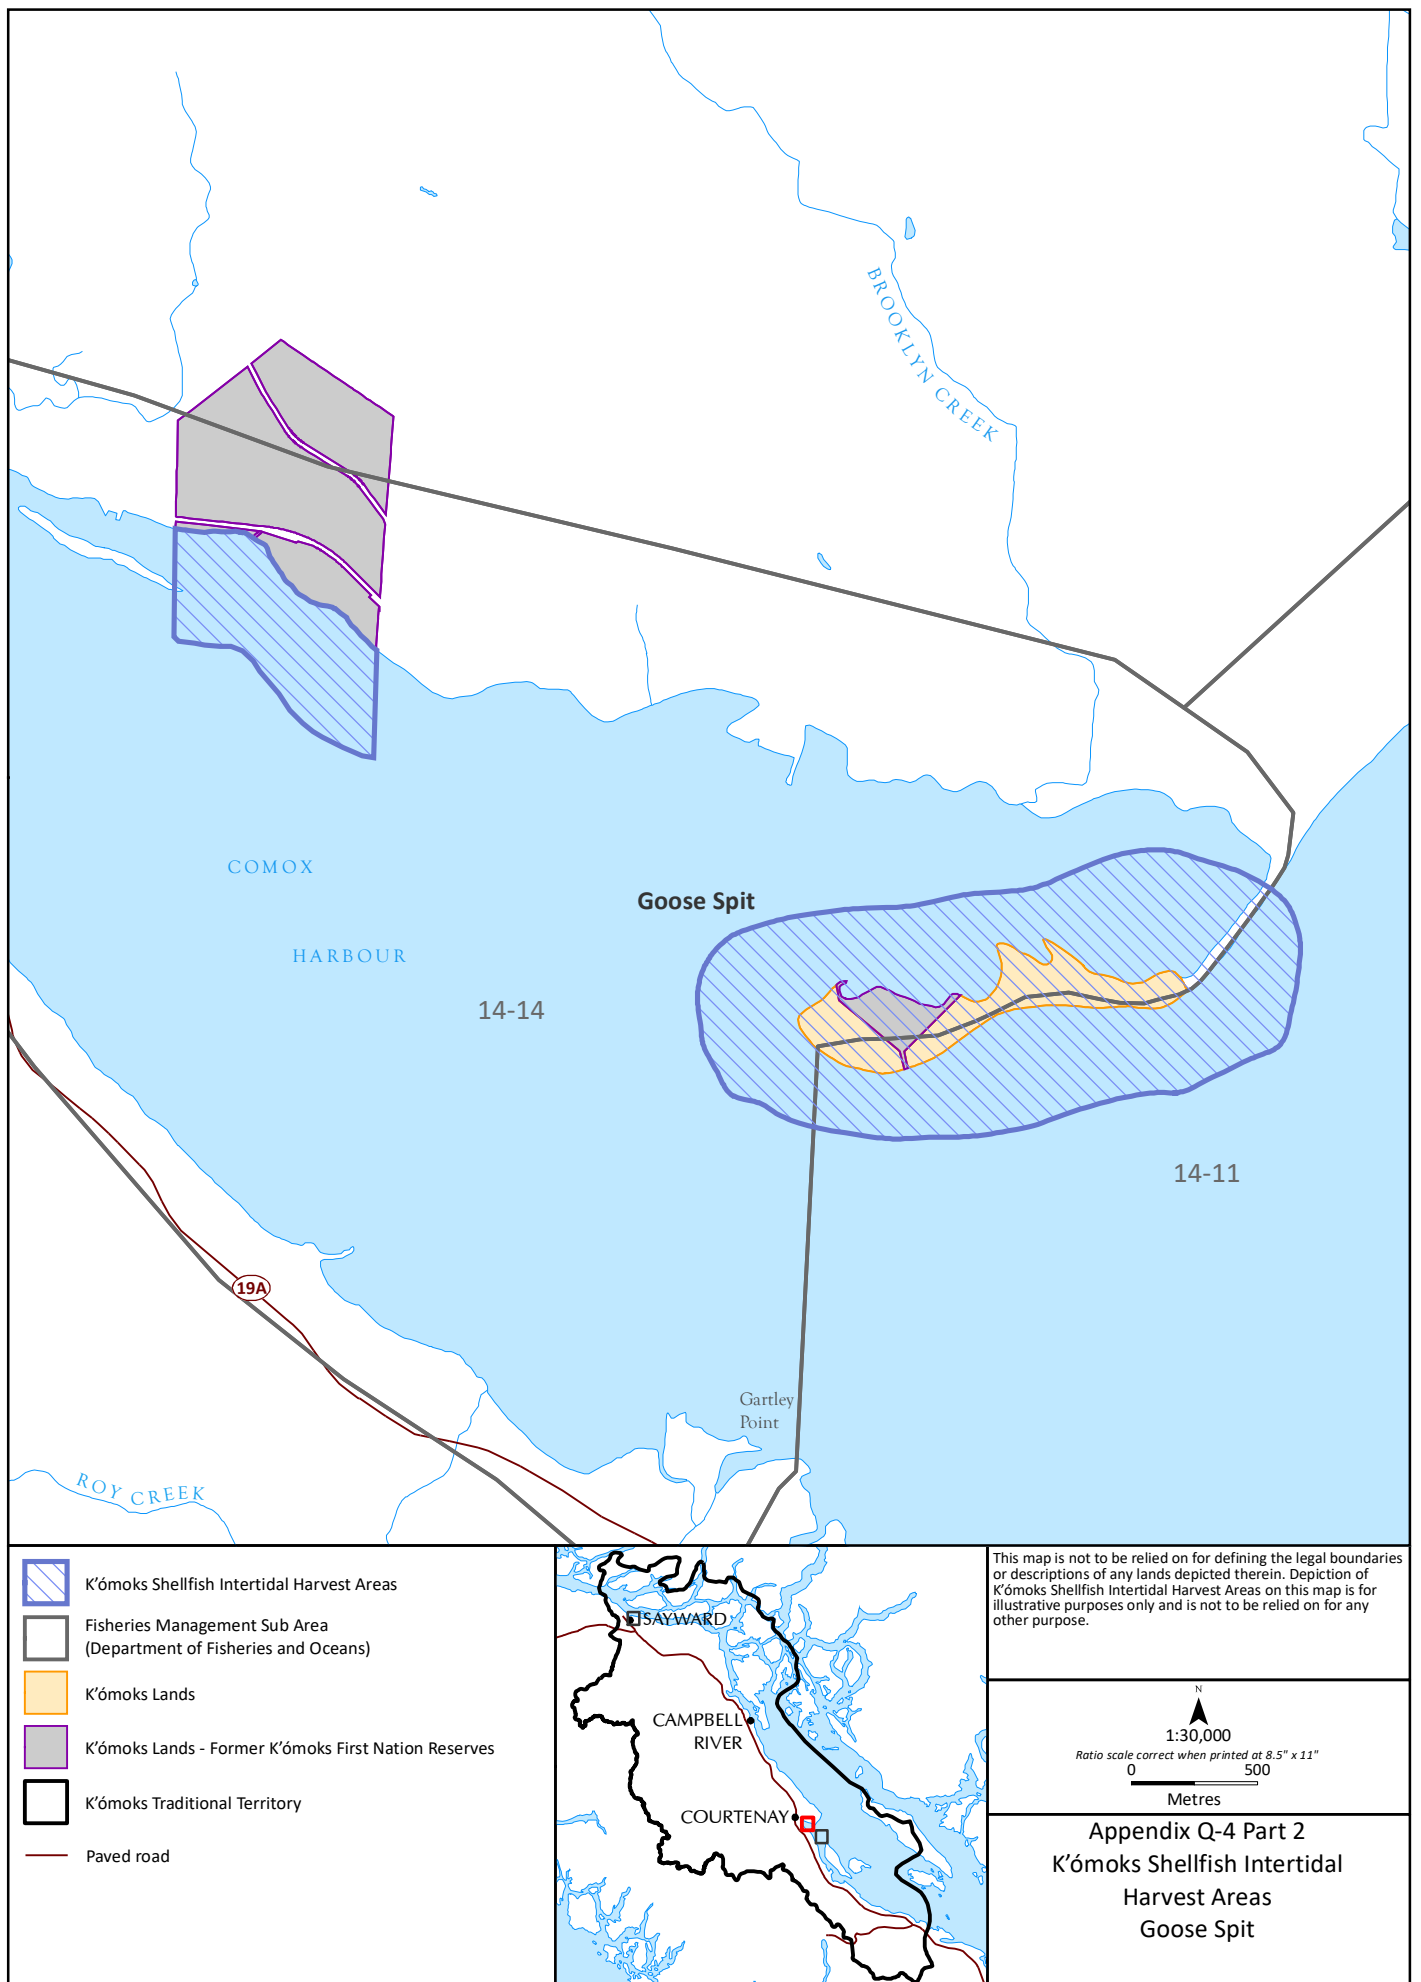 BROOKLYN CREEK
COMOX
HARBOUR
Goose Spit
14-14
14-11
19A
Gartley
Point
ROY CREEK
K’ómoks Shellfish Intertidal Harvest Areas
Fisheries Management Sub Area
(Department of Fisheries and Oceans)
K’ómoks Lands
K’ómoks Lands - Former K’ómoks First Nation Reserves
K’ómoks Traditional Territory
Paved road
SAYWARD
CAMPBELL
RIVER
COURTENAY
This map is not to be relied on for defining the legal boundaries
or descriptions of any lands depicted therein. Depiction of
K’ómoks Shellfish Intertidal Harvest Areas on this map is for
illustrative purposes only and is not to be relied on for any
other purpose.
N
1:30,000
Ratio scale correct when printed at 8.5" x 11"
0 500
Metres
Appendix Q-4 Part 2
K’ómoks Shellfish Intertidal
Harvest Areas
Goose Spit